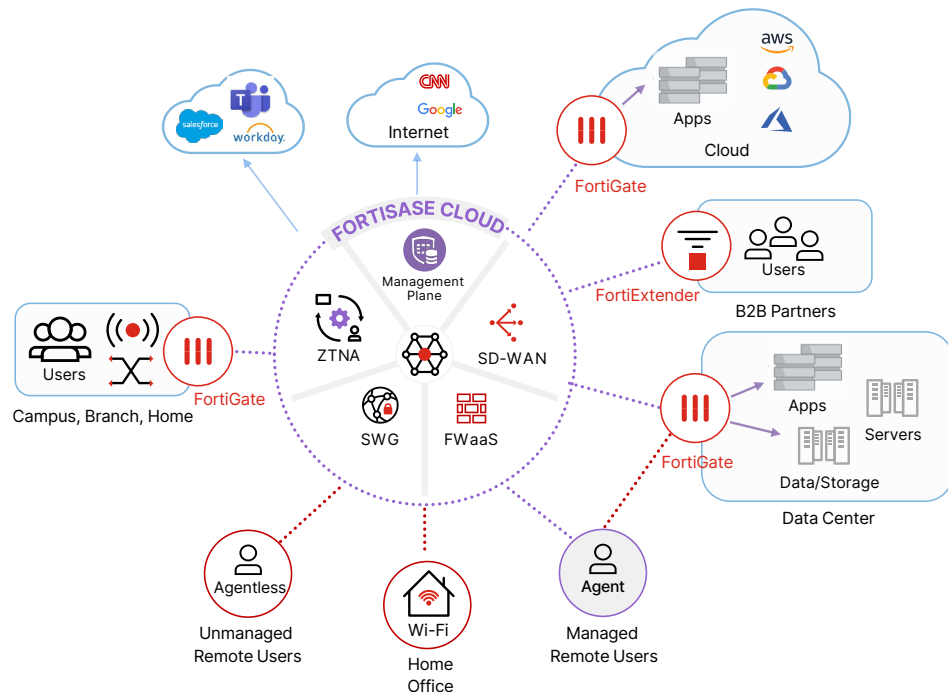 aws
CNN
Google
Internet
salesforce
T
workday.
Apps
Cloud
FortiGate
FORTISASE CLOUD
Management
Plane
FortiExtender
Users
B2B Partners
ZTNA
SD-WAN
Users
FortiGate
Campus, Branch, Home
SWG
FWaaS
FortiGate
Apps
Servers
Data/Storage
Data Center
Agentless
Unmanaged
Remote Users
Wi-Fi
Home
Office
Agent
Managed
Remote Users